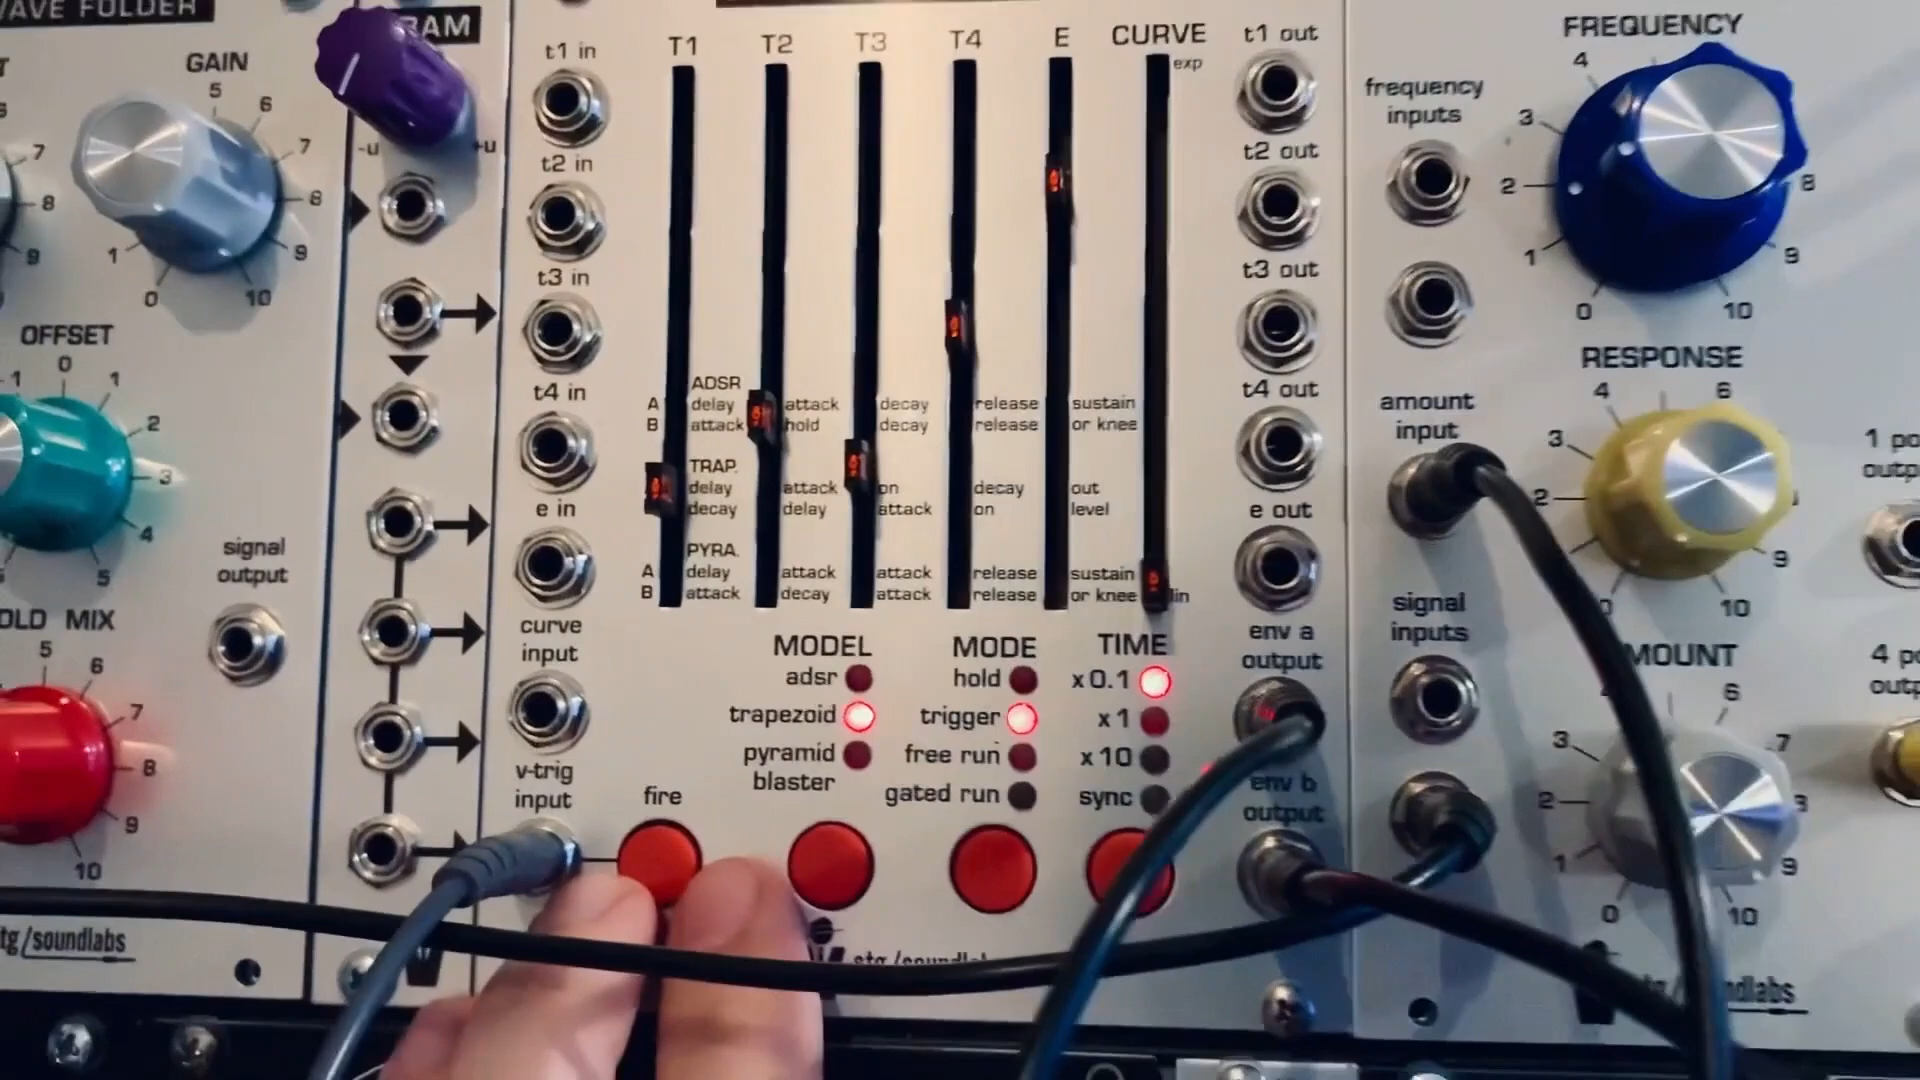 GAIN
5
6
7
8
9
10
0
1
7
8
9
OFFSET
0
1
1
2
3
4
5
signal
output
MIX
5
6
7
8
9
10
-u
+u
t1 in
t2 in
t3 in
t4 in
e in
curve
input
v-trig
input
T1 T2 T3 T4 E CURVE
exp
ADSR
A delay attack decay release sustain
B attack hold decay release or knee
TRAP.
delay attack on decay out
decay delay attack on level
PYRA.
A delay attack attack release sustain
B attack decay attack release or knee lin
MODEL
adsr
trapezoid
pyramid
blaster
MODE
hold
trigger
free run
gated run
TIME
x 0.1
x 1
x 10
sync
fire
t1 out
t2 out
t3 out
t4 out
e out
env a
output
env b
output
frequency
inputs
amount
input
signal
inputs
FREQUENCY
4
3
2
1
0
8
9
10
RESPONSE
4
6
3
2
9
0
10
6
3
7
2
1
9
0
10
1
4
/soundlabs